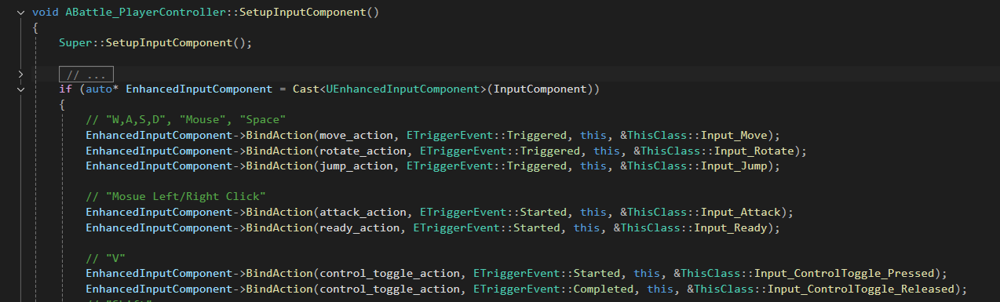 void ABattle_PlayerController::SetupInputComponent()
{
Super::SetupInputComponent();
// ...
if (auto* EnhancedInputComponent = Cast<UEnhancedInputComponent>(InputComponent))
{
// "W,A,S,D", "Mouse", "Space"
EnhancedInputComponent->BindAction(move_action, ETriggerEvent::Triggered, this, &ThisClass::Input_Move);
EnhancedInputComponent->BindAction(rotate_action, ETriggerEvent::Triggered, this, &ThisClass::Input_Rotate);
EnhancedInputComponent->BindAction(jump_action, ETriggerEvent::Triggered, this, &ThisClass::Input_Jump);
// "Mosue Left/Right Click"
EnhancedInputComponent->BindAction(attack_action, ETriggerEvent::Started, this, &ThisClass::Input_Attack);
EnhancedInputComponent->BindAction(ready_action, ETriggerEvent::Started, this, &ThisClass::Input_Ready);
// "V"
EnhancedInputComponent->BindAction(control_toggle_action, ETriggerEvent::Started, this, &ThisClass::Input_ControlToggle_Pressed);
EnhancedInputComponent->BindAction(control_toggle_action, ETriggerEvent::Completed, this, &ThisClass::Input_ControlToggle_Released);
// "Shift"